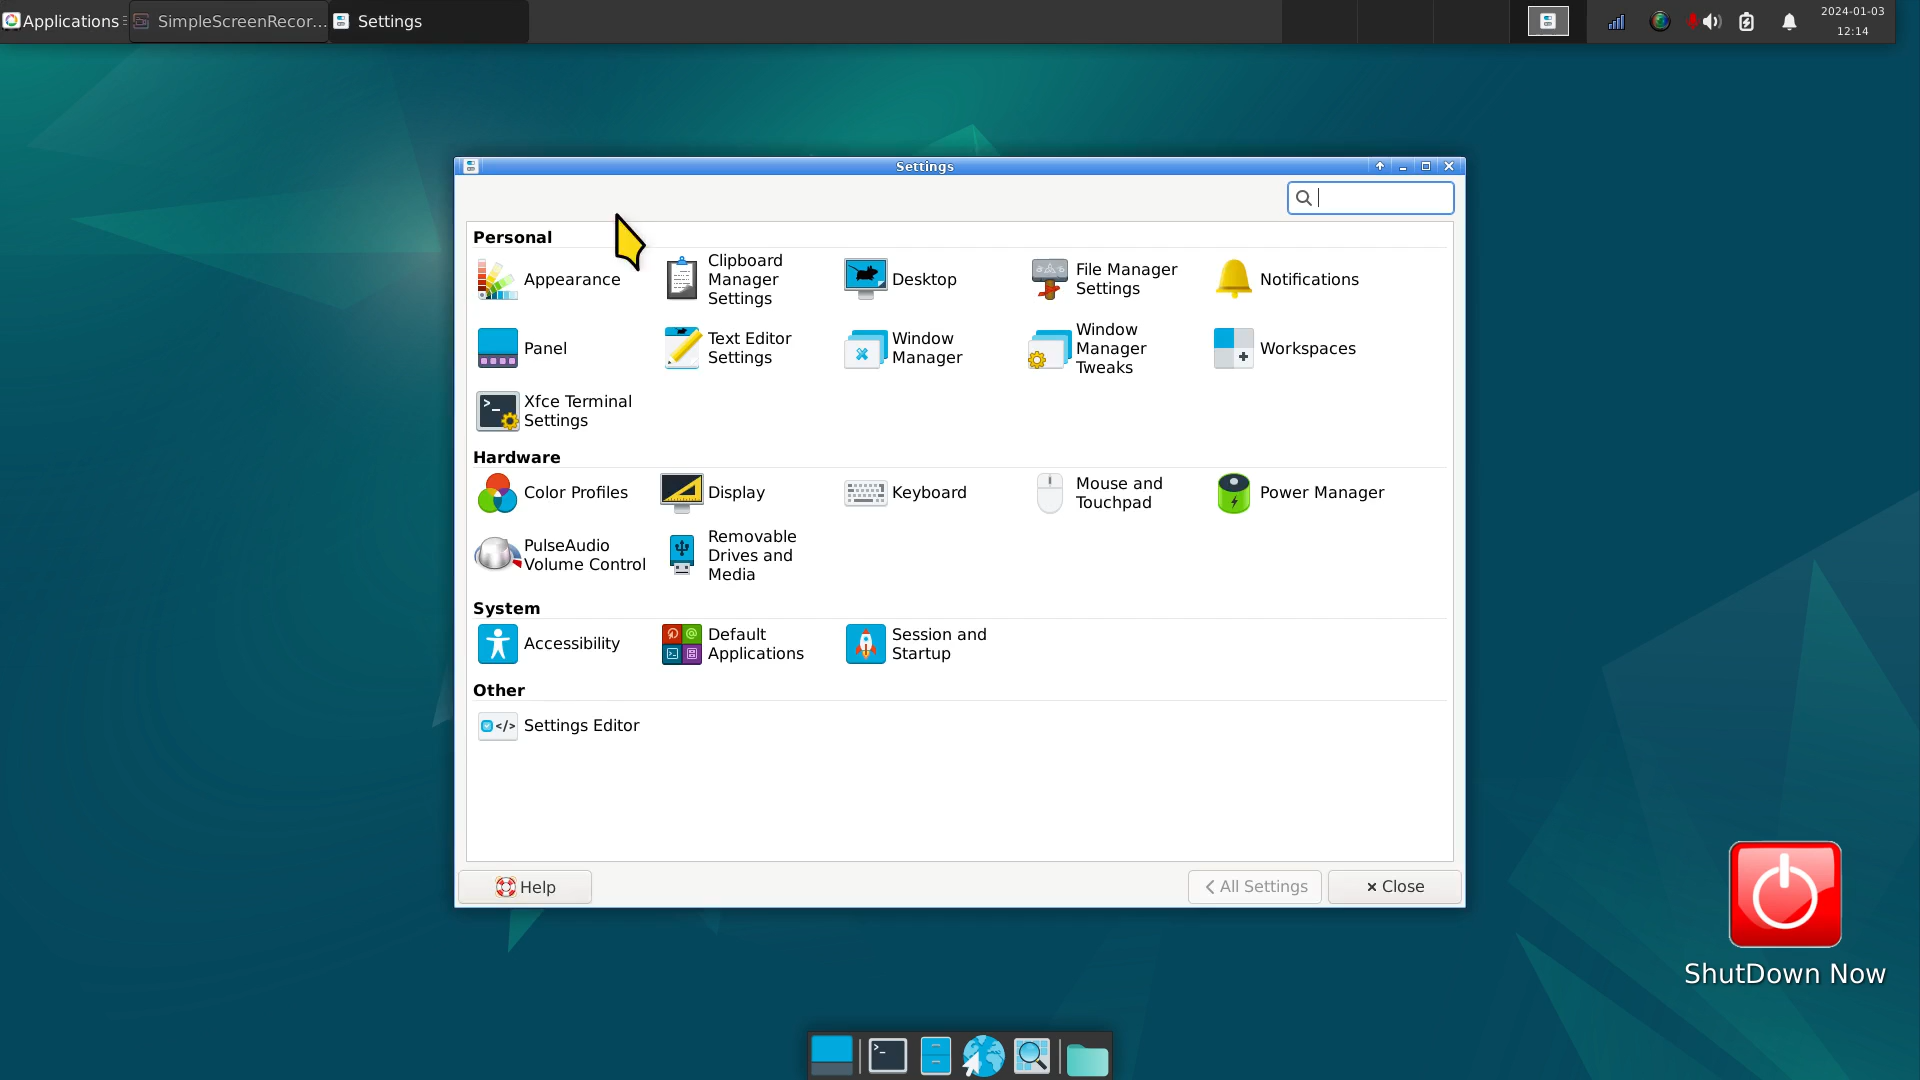 Applications
SimpleScreenRecor...
Settings
2024-01-03
12:14
Settings
Personal
Appearance
Clipboard
Manager
Settings
Desktop
File Manager
Settings
Notifications
Panel
Text Editor
Settings
Window
Manager
Window
Manager
Tweaks
Workspaces
Xfce Terminal
Settings
Hardware
Color Profiles
Display
Keyboard
Mouse and
Touchpad
Power Manager
PulseAudio
Volume Control
Removable
Drives and
Media
System
Accessibility
Default
Applications
Session and
Startup
Other
Settings Editor
Help
All Settings
Close
ShutDown Now